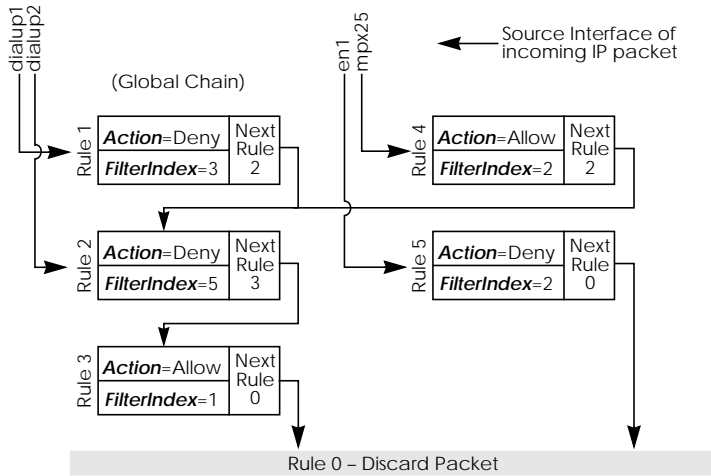 dialup1
dialup2
en1
mpx25
Source Interface of
incoming IP packet
(Global Chain)
Rule 1
Action=Deny
FilterIndex=3
Next
Rule
2
Rule 4
Action=Allow
FilterIndex=2
Next
Rule
2
Rule 2
Action=Deny
FilterIndex=5
Next
Rule
3
Rule 5
Action=Deny
FilterIndex=2
Next
Rule
0
Rule 3
Action=Allow
FilterIndex=1
Next
Rule
0
Rule 0 – Discard Packet